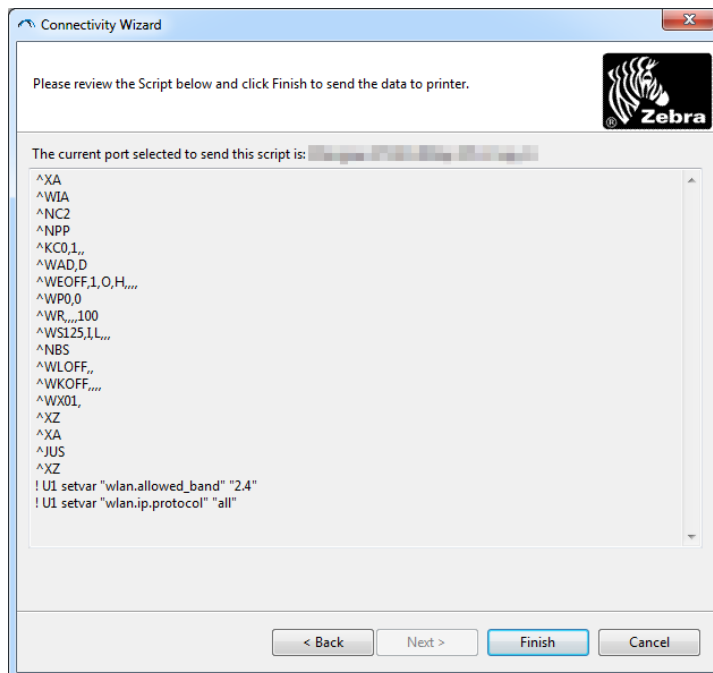 Connectivity Wizard
Please review the Script below and click Finish to send the data to printer.
® Zebra
The current port selected to send this script is:
^XA
^WIA
^NC2
^NPP
^KC0,1,,
^WAD,D
^WEOFF,1,O,H,,,,
^WP0,0
^WR,,,,100
^WS125,I,L,,,
^NBS
^WLOFF,,
^WKOFF,,,,
^WX01,
^XZ
^XA
^JUS
^XZ
! U1 setvar "wlan.allowed_band" "2.4"
! U1 setvar "wlan.ip.protocol" "all"
< Back Next > Finish Cancel